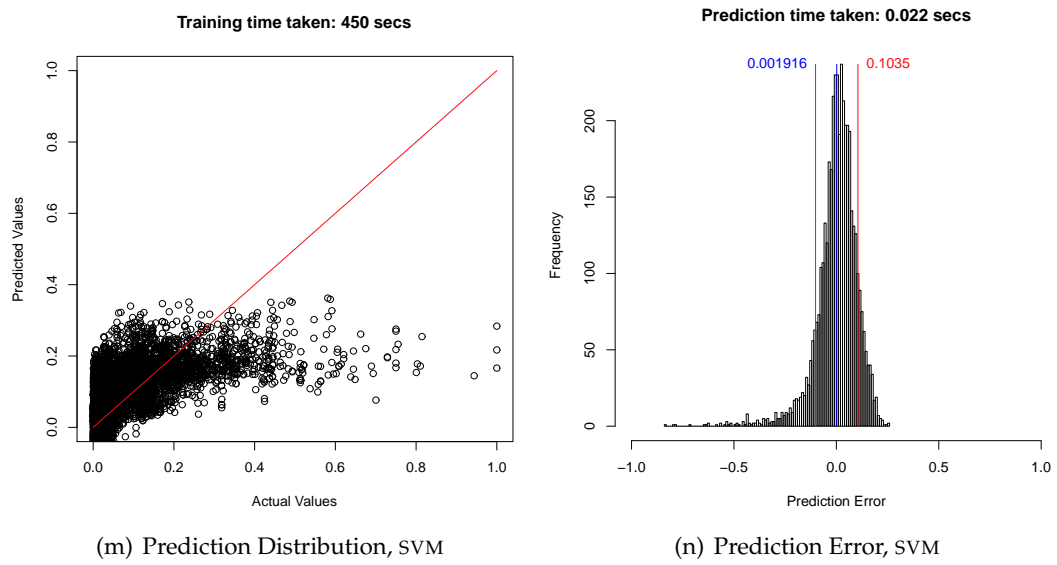 Training time taken: 450 secs
Predicted Values
1.0
0.8
0.6
0.4
0.2
0.0
0.0 0.2 0.4 0.6 0.8 1.0
Actual Values
(m) Prediction Distribution, SVM
Prediction time taken: 0.022 secs
0.001916 0.1035
Frequency
200
150
100
50
0
−1.0 −0.5 0.0 0.5 1.0
Prediction Error
(n) Prediction Error, SVM